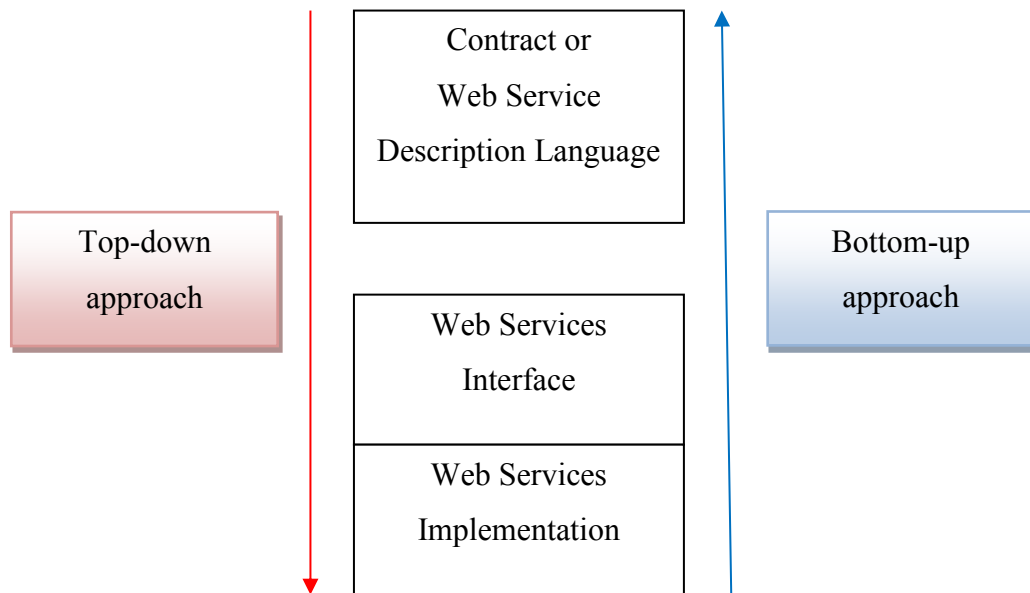 Contract or
Web Service
Description Language
Top-down
approach
Bottom-up
approach
Web Services
Interface
Web Services
Implementation